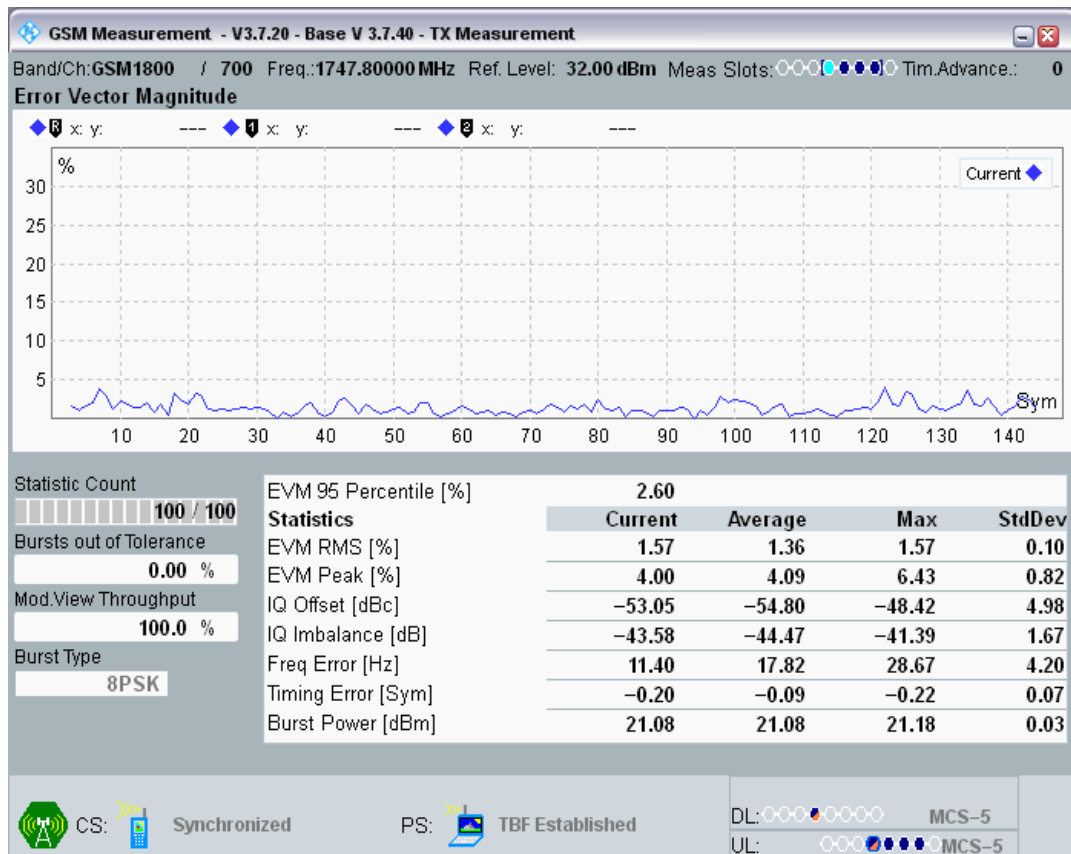 GSM Measurement - V3.7.20 - Base V 3.7.40 - TX Measurement
Band/Ch:GSM1800 / 700 Freq.:1747.80000 MHz Ref. Level: 32.00 dBm Meas Slots: Tim.Advance.: 0
Error Vector Magnitude
R x: y: --- 1 x: y: --- 2 x: y: ---
%
Current
30
25
20
15
10
5
Sym
10 20 30 40 50 60 70 80 90 100 110 120 130 140
Statistic Count
100 / 100
Bursts out of Tolerance
0.00 %
Mod.View Throughput
100.0 %
Burst Type
8PSK
EVM 95 Percentile [%] 2.60
Statistics Current Average Max StdDev
EVM RMS [%] 1.57 1.36 1.57 0.10
EVM Peak [%] 4.00 4.09 6.43 0.82
IQ Offset [dBc] −53.05 −54.80 −48.42 4.98
IQ Imbalance [dB] −43.58 −44.47 −41.39 1.67
Freq Error [Hz] 11.40 17.82 28.67 4.20
Timing Error [Sym] −0.20 −0.09 −0.22 0.07
Burst Power [dBm] 21.08 21.08 21.18 0.03
CS: Synchronized PS: TBF Established
DL: MCS−5
UL: MCS−5